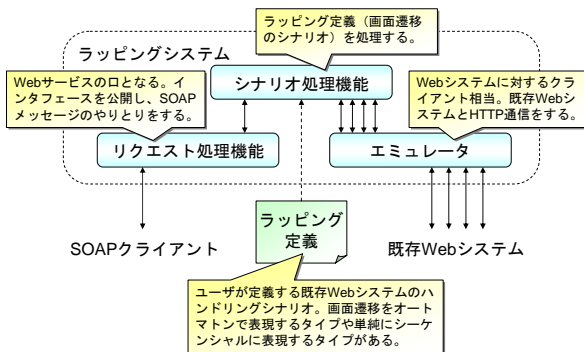 ラッピング定義（画面遷移
のシナリオ）を処理する。
ラッピングシステム
Webサービスの口となる。イ
ンタフェースを公開し、SOAP
メッセージのやりとりをする。
シナリオ処理機能
Webシステムに対するクラ
イアント相当。既存Webシ
ステムとHTTP通信をする。
リクエスト処理機能
エミュレータ
SOAPクライアント
ラッピング
定義
既存Webシステム
ユーザが定義する既存Webシステムのハ
ンドリングシナリオ。画面遷移をオート
マトンで表現するタイプや単純にシーケ
ンシャルに表現するタイプがある。